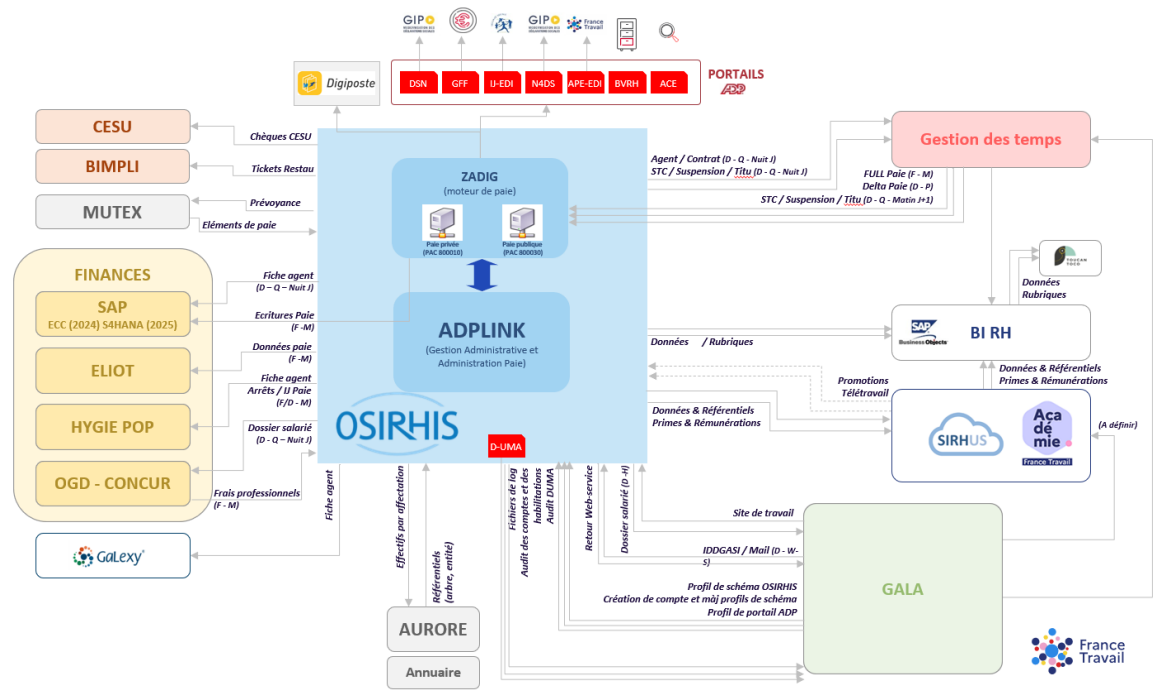 GIP
GIP
France
Travail
DSN
GFF
IJ-EDI
N4DS
APE-EDI
BVRH
ACE
PORTAILS
ADP
Digiposte
CESU
BIMPLI
MUTEX
Chèques CESU
Tickets Restau
Prévoyance
Eléments de paie
ZADIG
(moteur de paie)
Paie privée
(PAC 800010)
Paie publique
(PAC 800030)
ADPLINK
(Gestion Administrative et
Administration Paie)
OSIRHIS
D-UMA
Agent / Contrat (D - Q - Nuit J)
STC / Suspension / Titu (D - Q - Nuit J)
FULL Paie (F - M)
Delta Paie (D - P)
STC / Suspension / Titu (D - Q - Matin J+1)
Gestion des temps
FINANCES
SAP
ECC (2024) S4HANA (2025)
ELIOT
HYGIE POP
OGD - CONCUR
Fiche agent
(D – Q – Nuit J)
Ecritures Paie
(F -M)
Données paie
(F -M)
Fiche agent
Arrêts / IJ Paie
(F/D - M)
Dossier salarié
(D - Q – Nuit J)
Frais professionnels
(F - M)
TOUCAN
TOCO
Données
Rubriques
SAP
BusinessObjects
BI RH
Données / Rubriques
Données & Référentiels
Primes & Rémunérations
Promotions
Télétravail
Données & Référentiels
Primes & Rémunérations
SIRHUS
Aça
dé
mie
France Travail
(A définir)
GaLexy
Fiche agent
Effectifs par affectation
Référentiels
(arbre, entité)
Fichiers de log
Audit des comptes et des
habilitations
Audit DUMA
Retour Web-service
Dossier salarié (D -H)
Site de travail
IDDGASI / Mail (D - W-
S)
Profil de schéma OSIRHIS
Création de compte et màj profils de schéma
Profil de portail ADP
GALA
AURORE
Annuaire
France
Travail